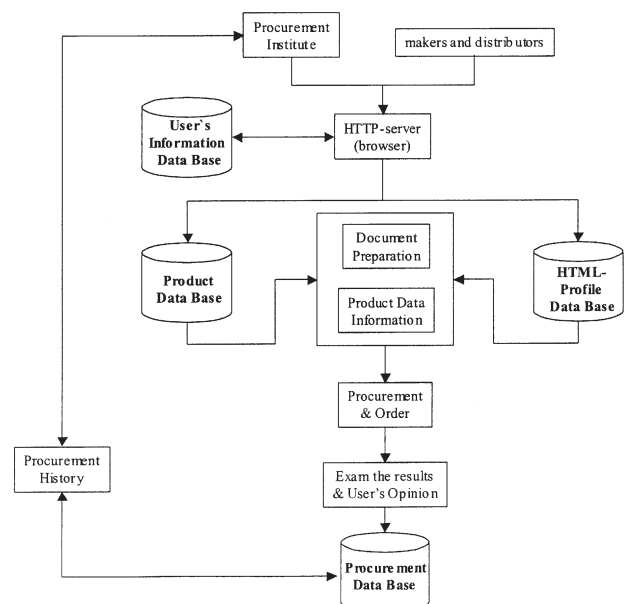 Procurement
Institute
makers and distributors
User`s
Information
Data Base
HTTP-server
(browser)
Document
Preparation
Product
Data Base
HTML-
Profile
Data Base
Product Data
Information
Procurement
& Order
Procurement
History
Exam the results
& User's Opinion
Procurement
Data Base